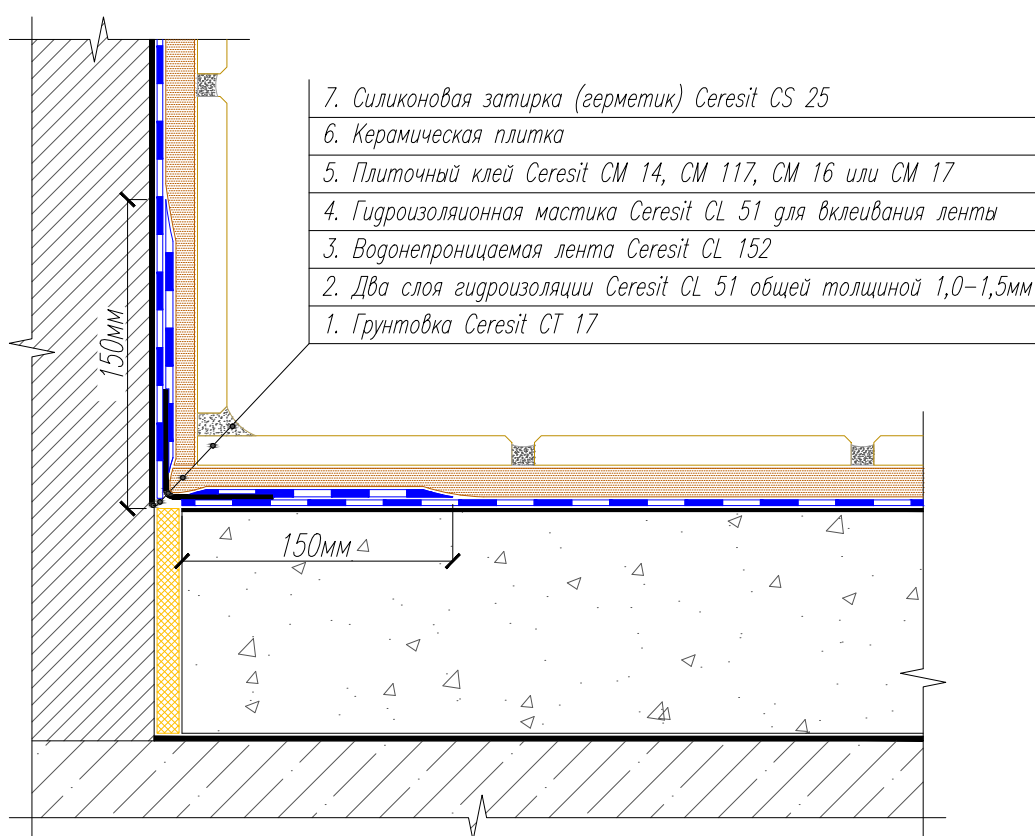 7. Силиконовая затирка (герметик) Ceresit CS 25
6. Керамическая плитка
5. Плиточный клей Ceresit CM 14, CM 117, CM 16 или CM 17
4. Гидроизоляионная мастика Ceresit CL 51 для вклеивания ленты
3. Водонепроницаемая лента Ceresit CL 152
2. Два слоя гидроизоляции Ceresit CL 51 общей толщиной 1,0-1,5мм
1. Грунтовка Ceresit CT 17
150мм
150мм